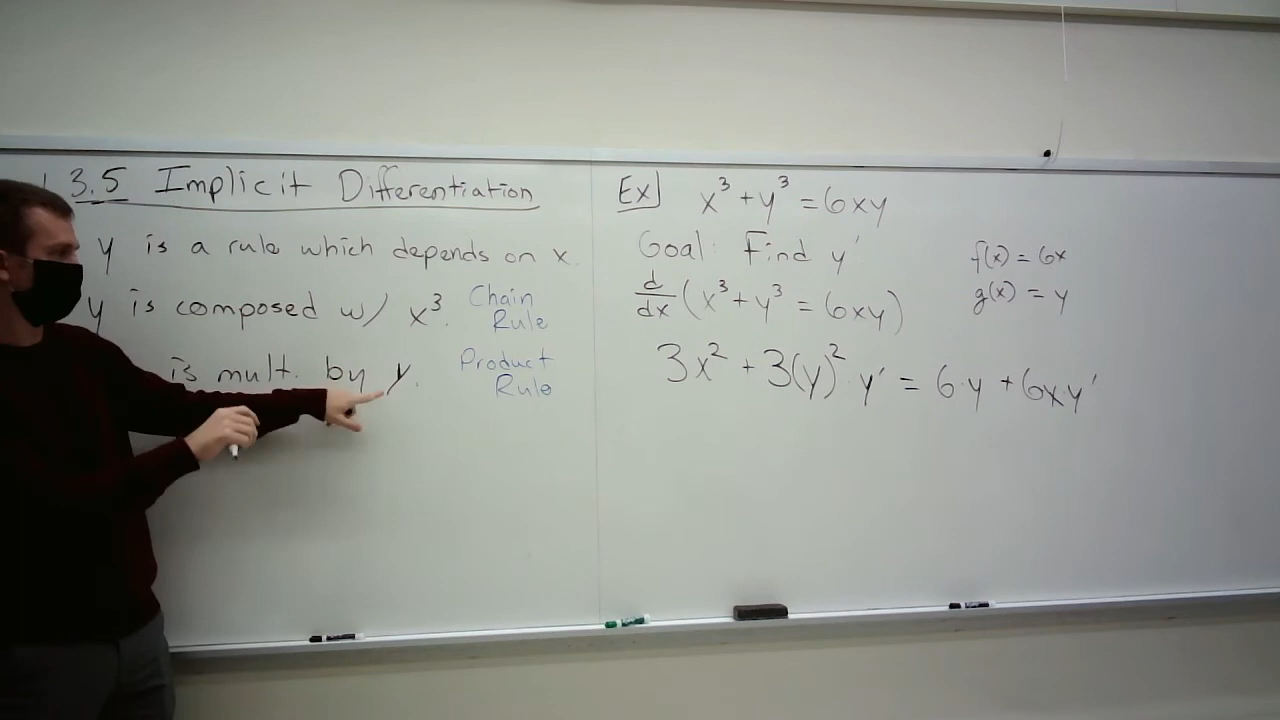 3.5 Implicit Differentiation
y is a rule which depends on x.
y is composed w/ x³. Chain Rule
is mult. by y. Product Rule
Ex] x³ + y³ = 6xy
Goal: Find y'
d/dx (x³ + y³ = 6xy)
f(x) = 6x
g(x) = y
3x² + 3(y)² · y' = 6·y + 6x·y'